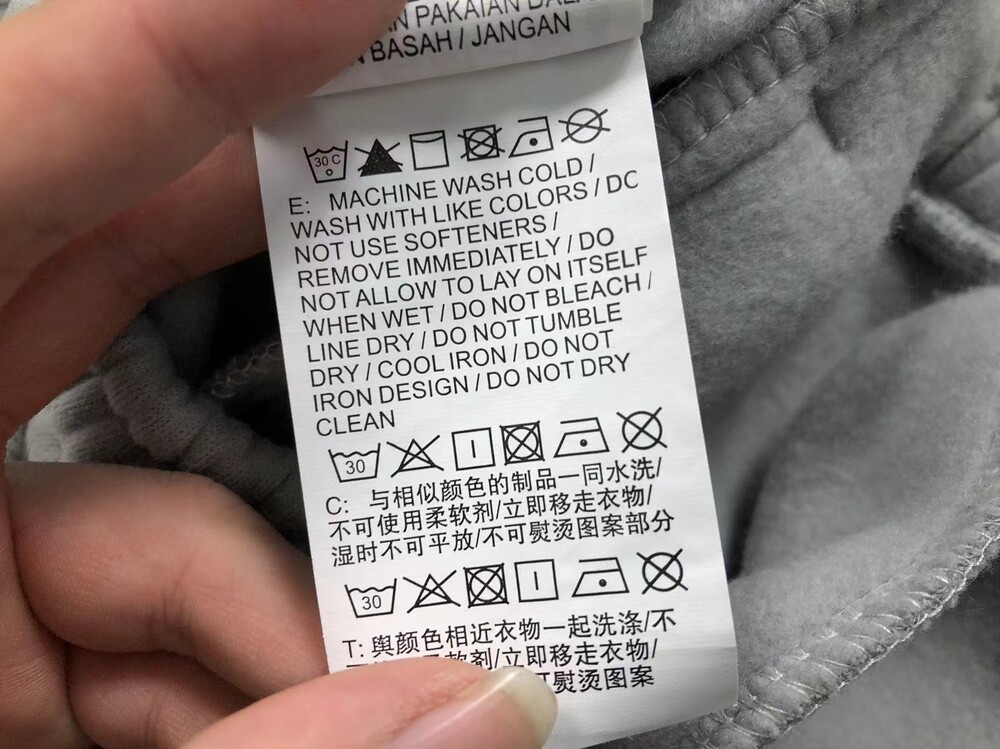 PAKAIAN
BASAH / JANGAN
30 C
E: MACHINE WASH COLD /
WASH WITH LIKE COLORS / DO
NOT USE SOFTENERS /
REMOVE IMMEDIATELY / DO
NOT ALLOW TO LAY ON ITSELF
WHEN WET / DO NOT BLEACH /
LINE DRY / DO NOT TUMBLE
DRY / COOL IRON / DO NOT
IRON DESIGN / DO NOT DRY
CLEAN
30
C: 与相似颜色的制品一同水洗/
不可使用柔软剂/立即移走衣物/
湿时不可平放/不可熨烫图案部分
30
T: 舆颜色相近衣物一起洗涤/不
剂/立即移走衣物/
可熨烫图案